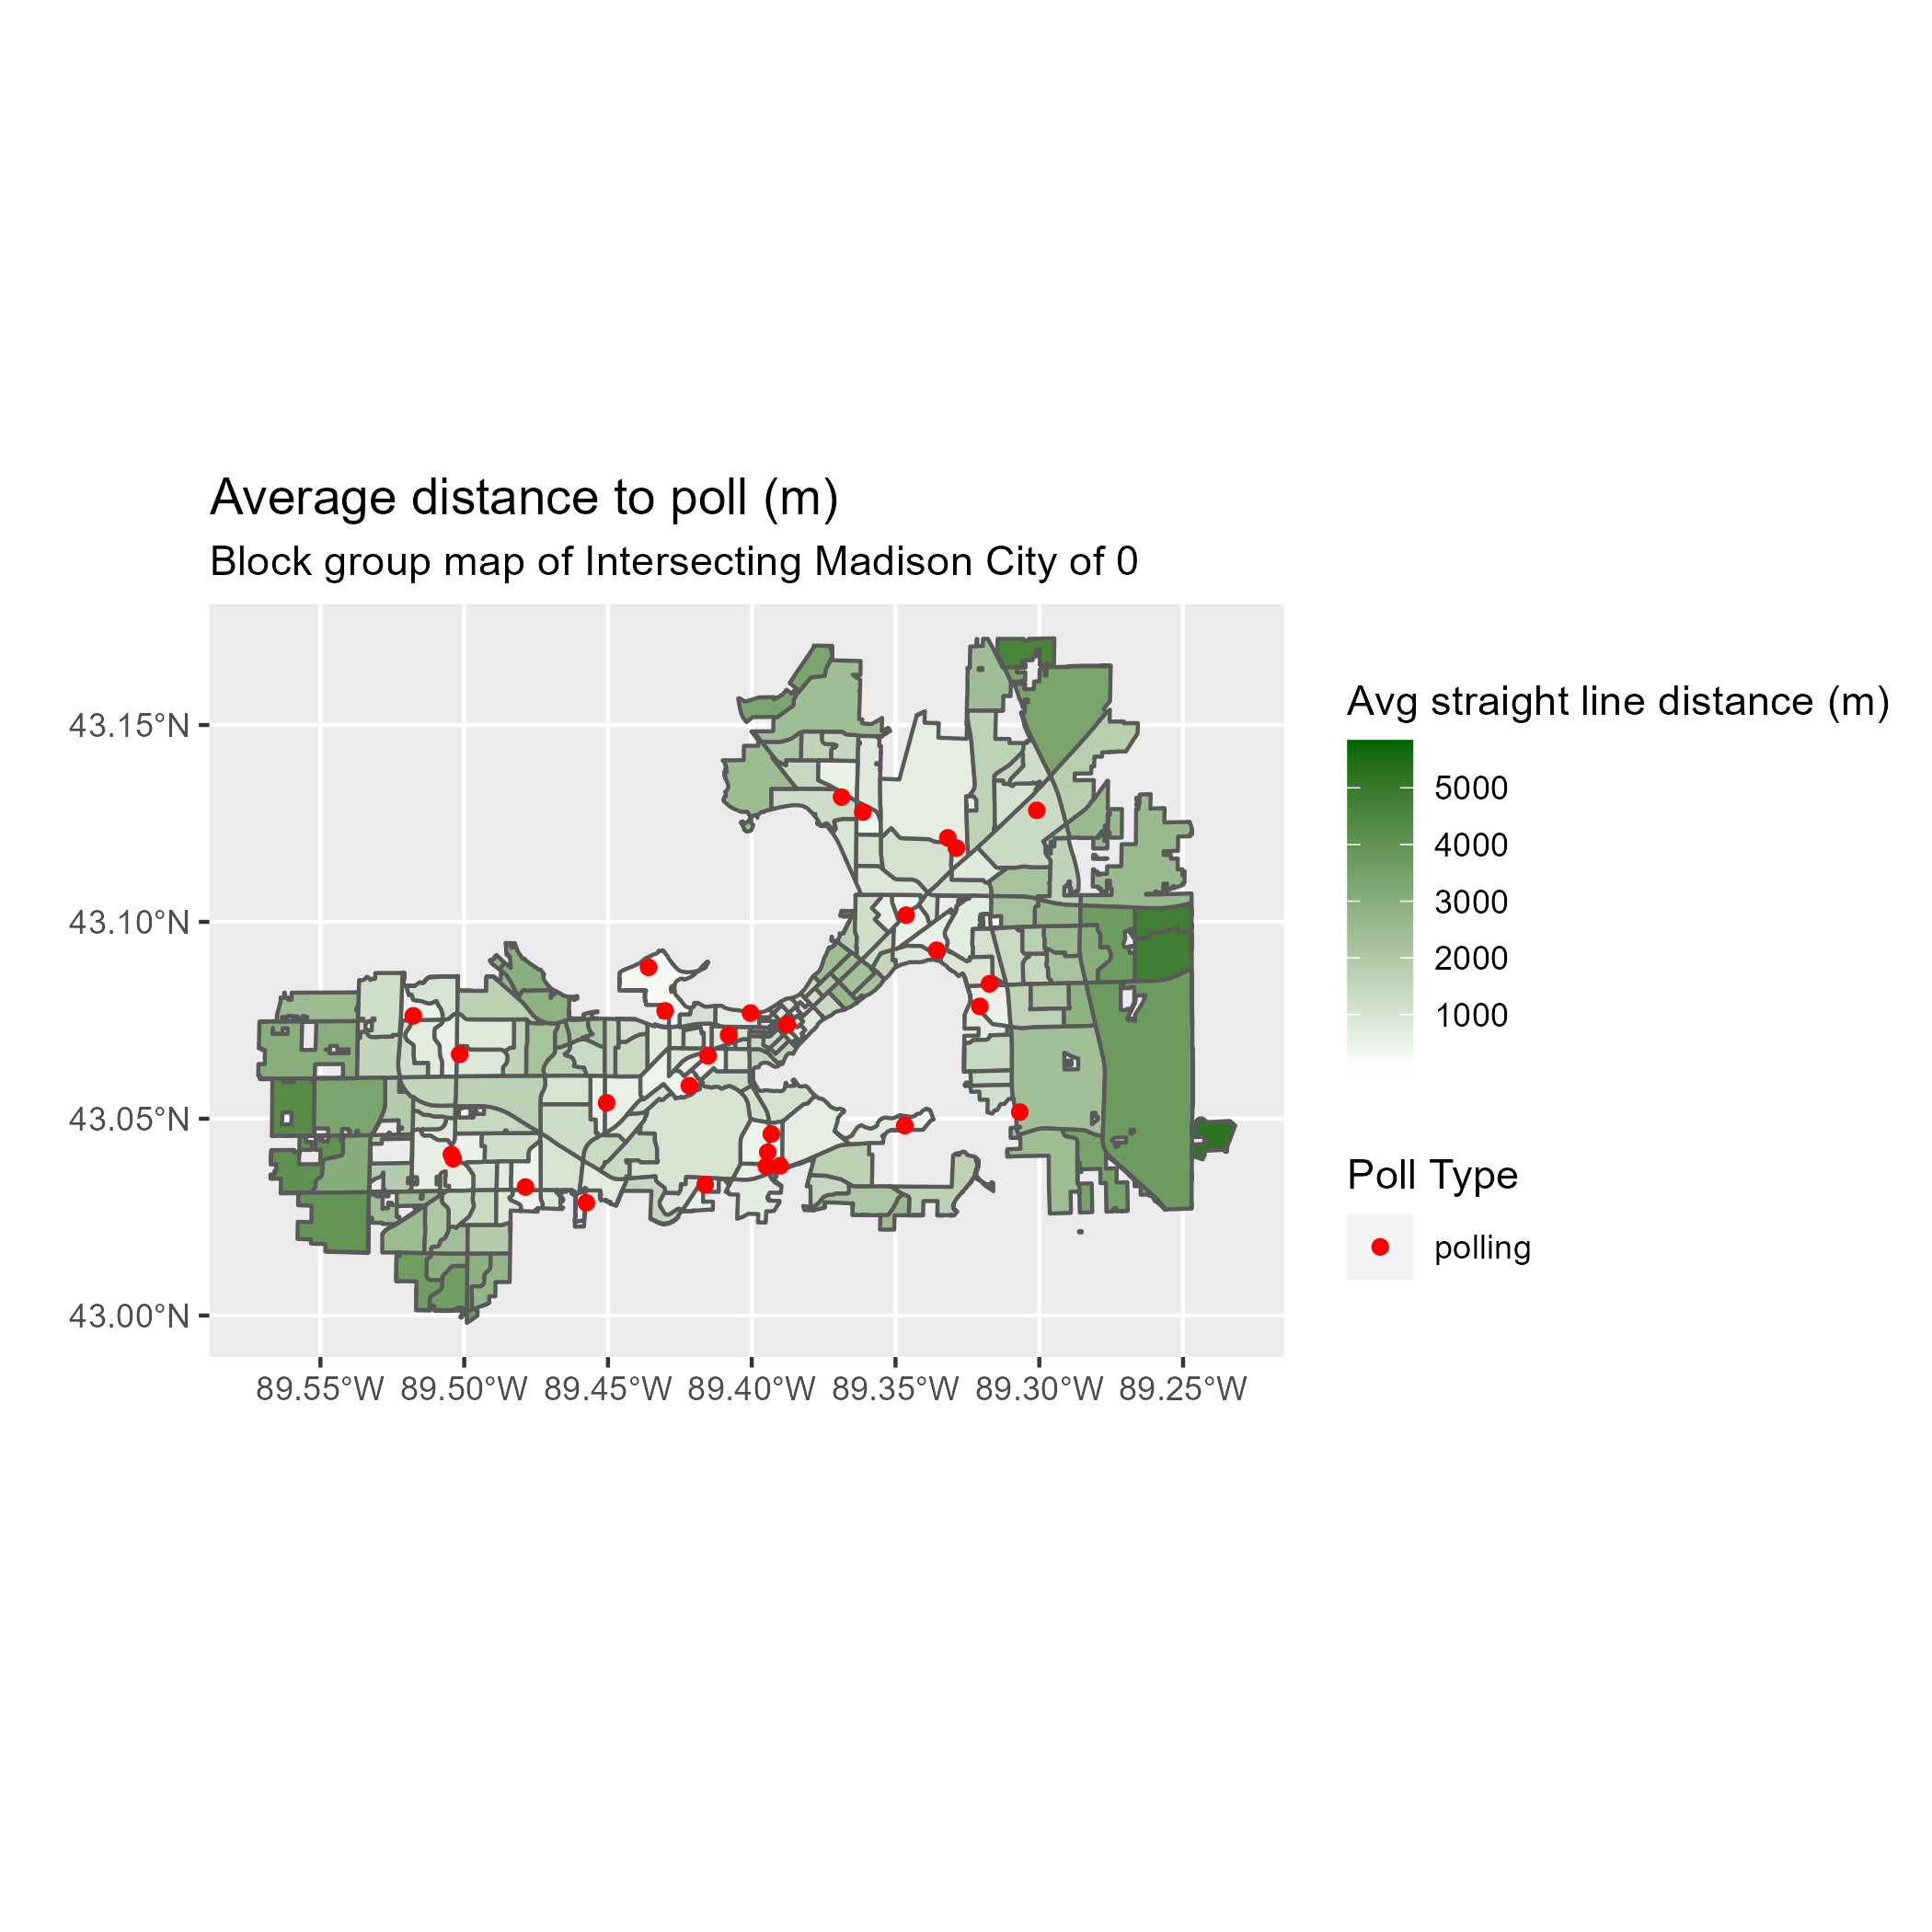 Average distance to poll (m)
Block group map of Intersecting Madison City of 0
43.15°N
43.10°N
43.05°N
43.00°N
89.55°W 89.50°W 89.45°W 89.40°W 89.35°W 89.30°W 89.25°W
Avg straight line distance (m)
5000
4000
3000
2000
1000
Poll Type
polling